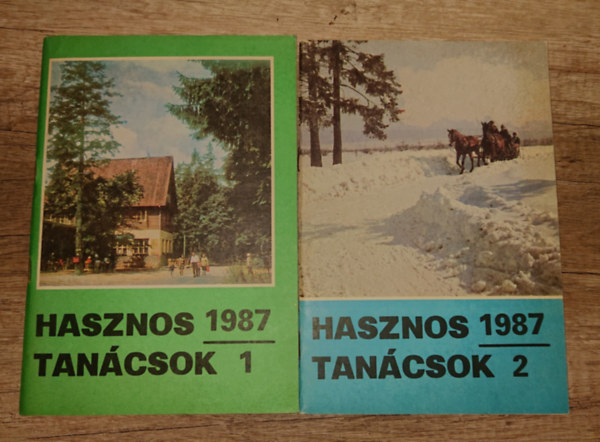 HASZNOS 1987
TANÁCSOK 1
HASZNOS 1987
TANÁCSOK 2